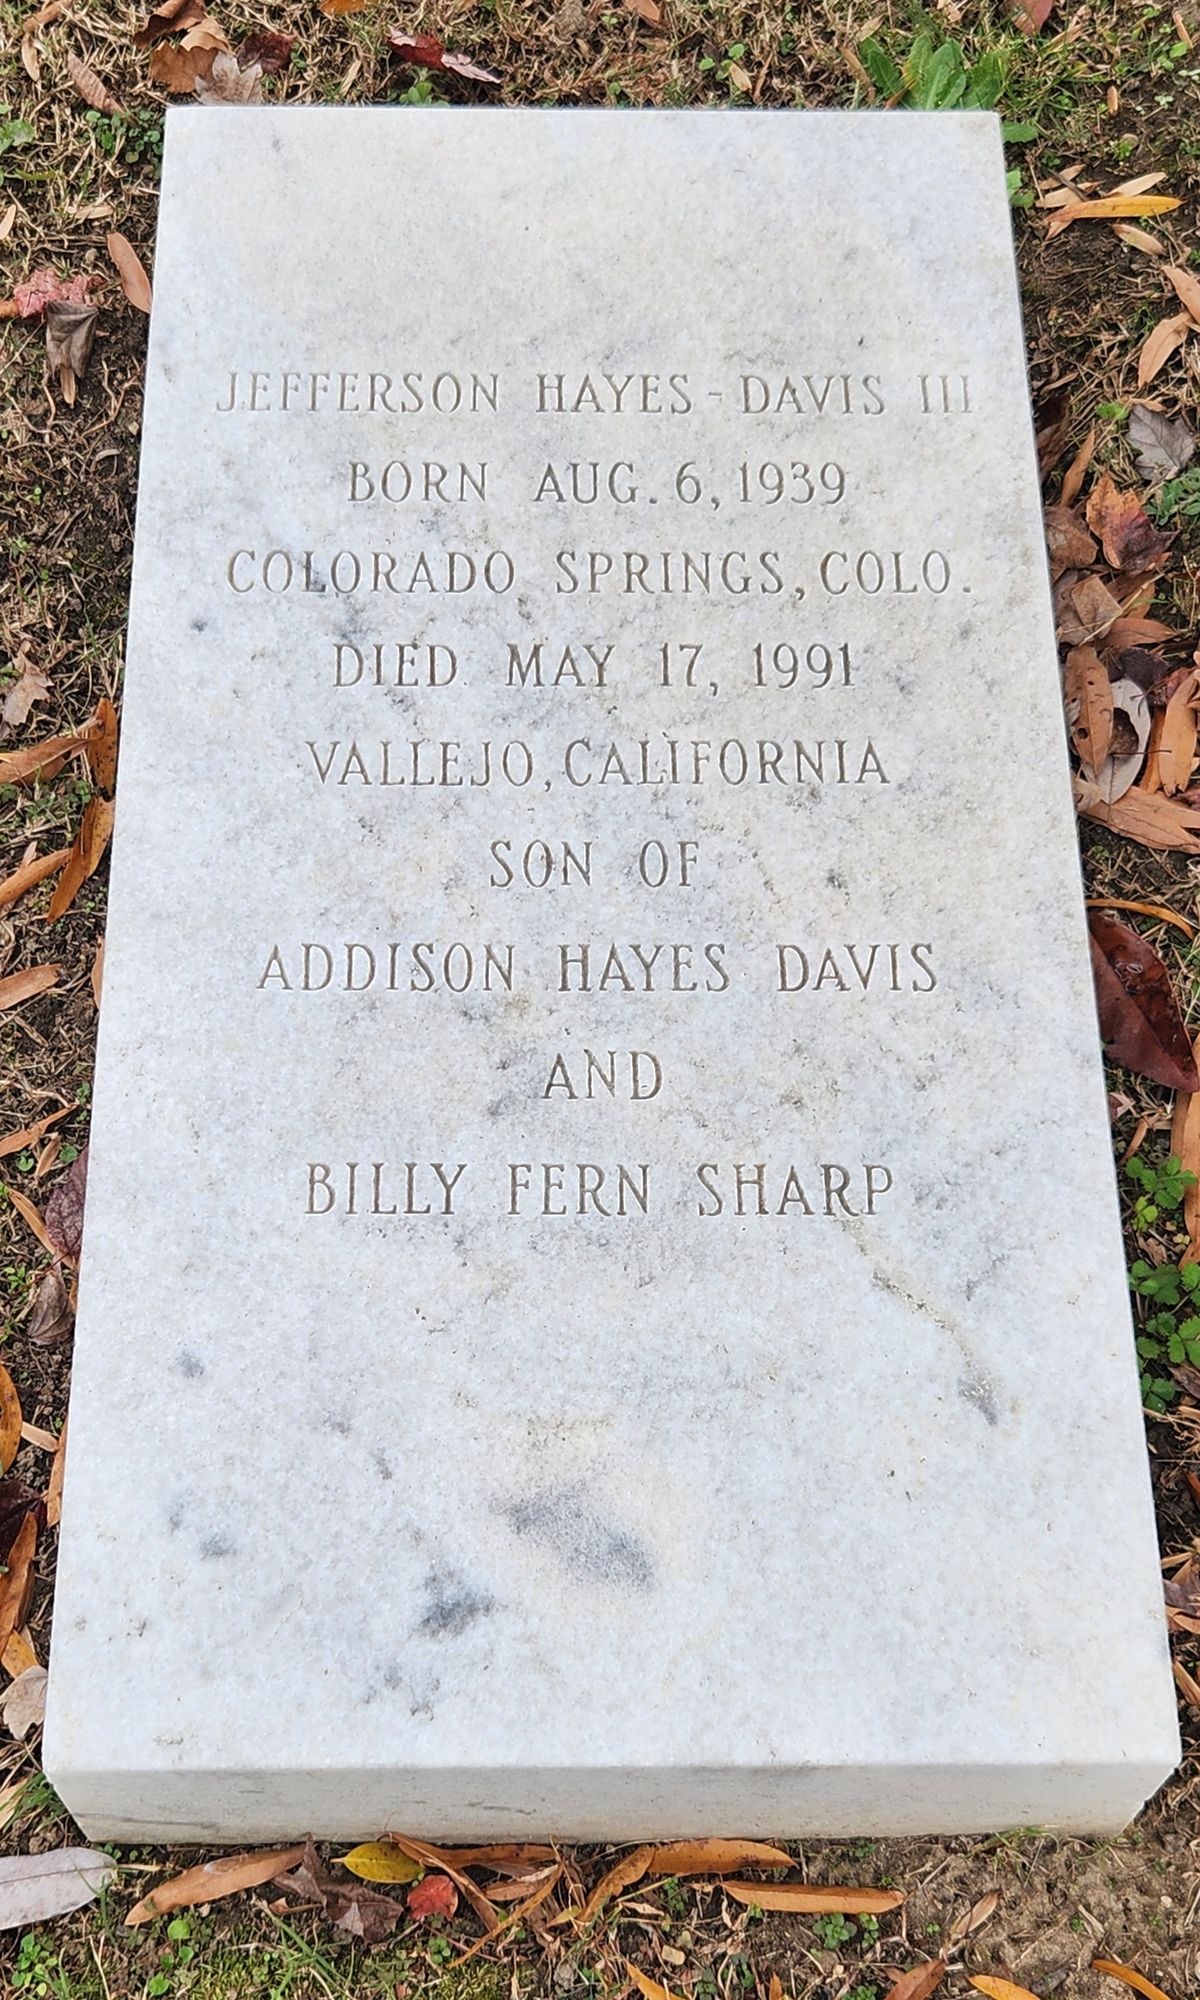 JEFFERSON HAYES-DAVIS III
BORN AUG. 6, 1939
COLORADO SPRINGS, COLO.
DIED MAY 17, 1991
VALLEJO, CALIFORNIA
SON OF
ADDISON HAYES DAVIS
AND
BILLY FERN SHARP